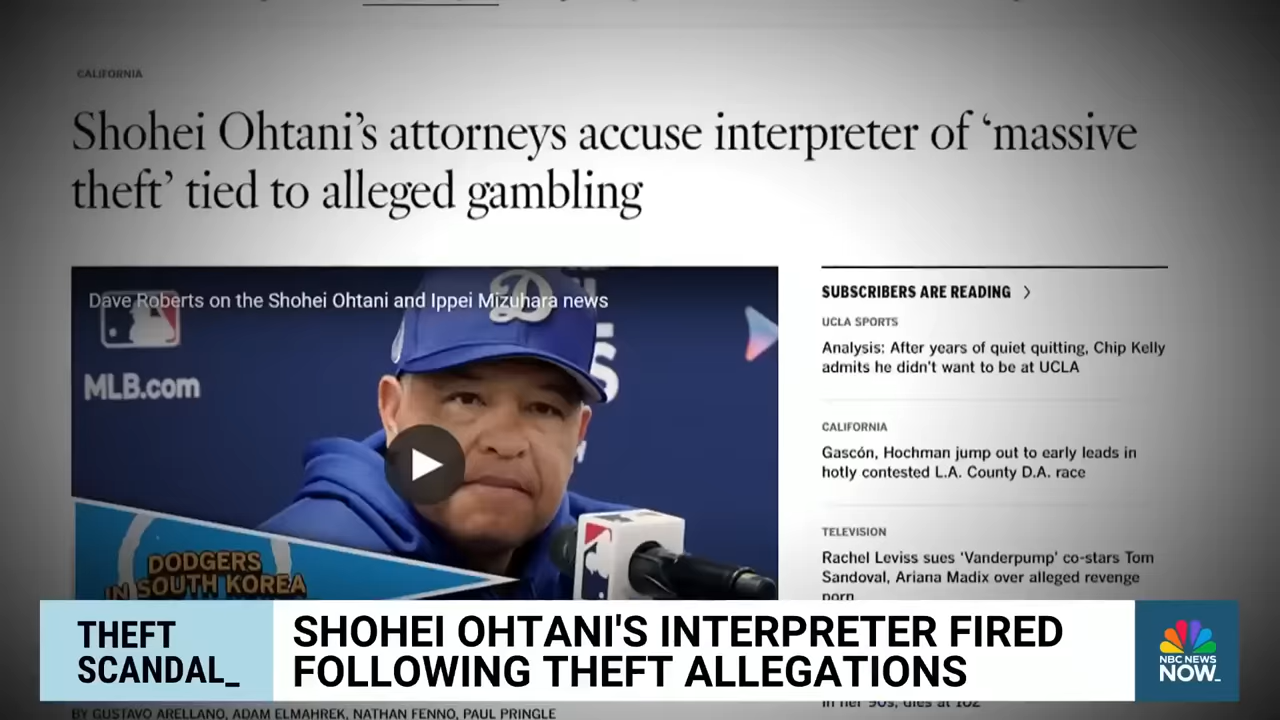 CALIFORNIA
Shohei Ohtani's attorneys accuse interpreter of 'massive
theft' tied to alleged gambling
Dave Roberts on the Shohei Ohtani and Ippei Mizuhara news
MLB.com
DODGERS
IN SOUTH KOREA
SUBSCRIBERS ARE READING >
UCLA SPORTS
Analysis: After years of quiet quitting, Chip Kelly
admits he didn't want to be at UCLA
CALIFORNIA
Gascón, Hochman jump out to early leads in
hotly contested L.A. County D.A. race
TELEVISION
Rachel Leviss sues 'Vanderpump' co-stars Tom
Sandoval, Ariana Madix over alleged revenge
porn
THEFT
SCANDAL_
SHOHEI OHTANI'S INTERPRETER FIRED
FOLLOWING THEFT ALLEGATIONS
NBC NEWS
NOW_
BY GUSTAVO ARELLANO, ADAM ELMAHREK, NATHAN FENNO, PAUL PRINGLE
in her 90s, dies at 102